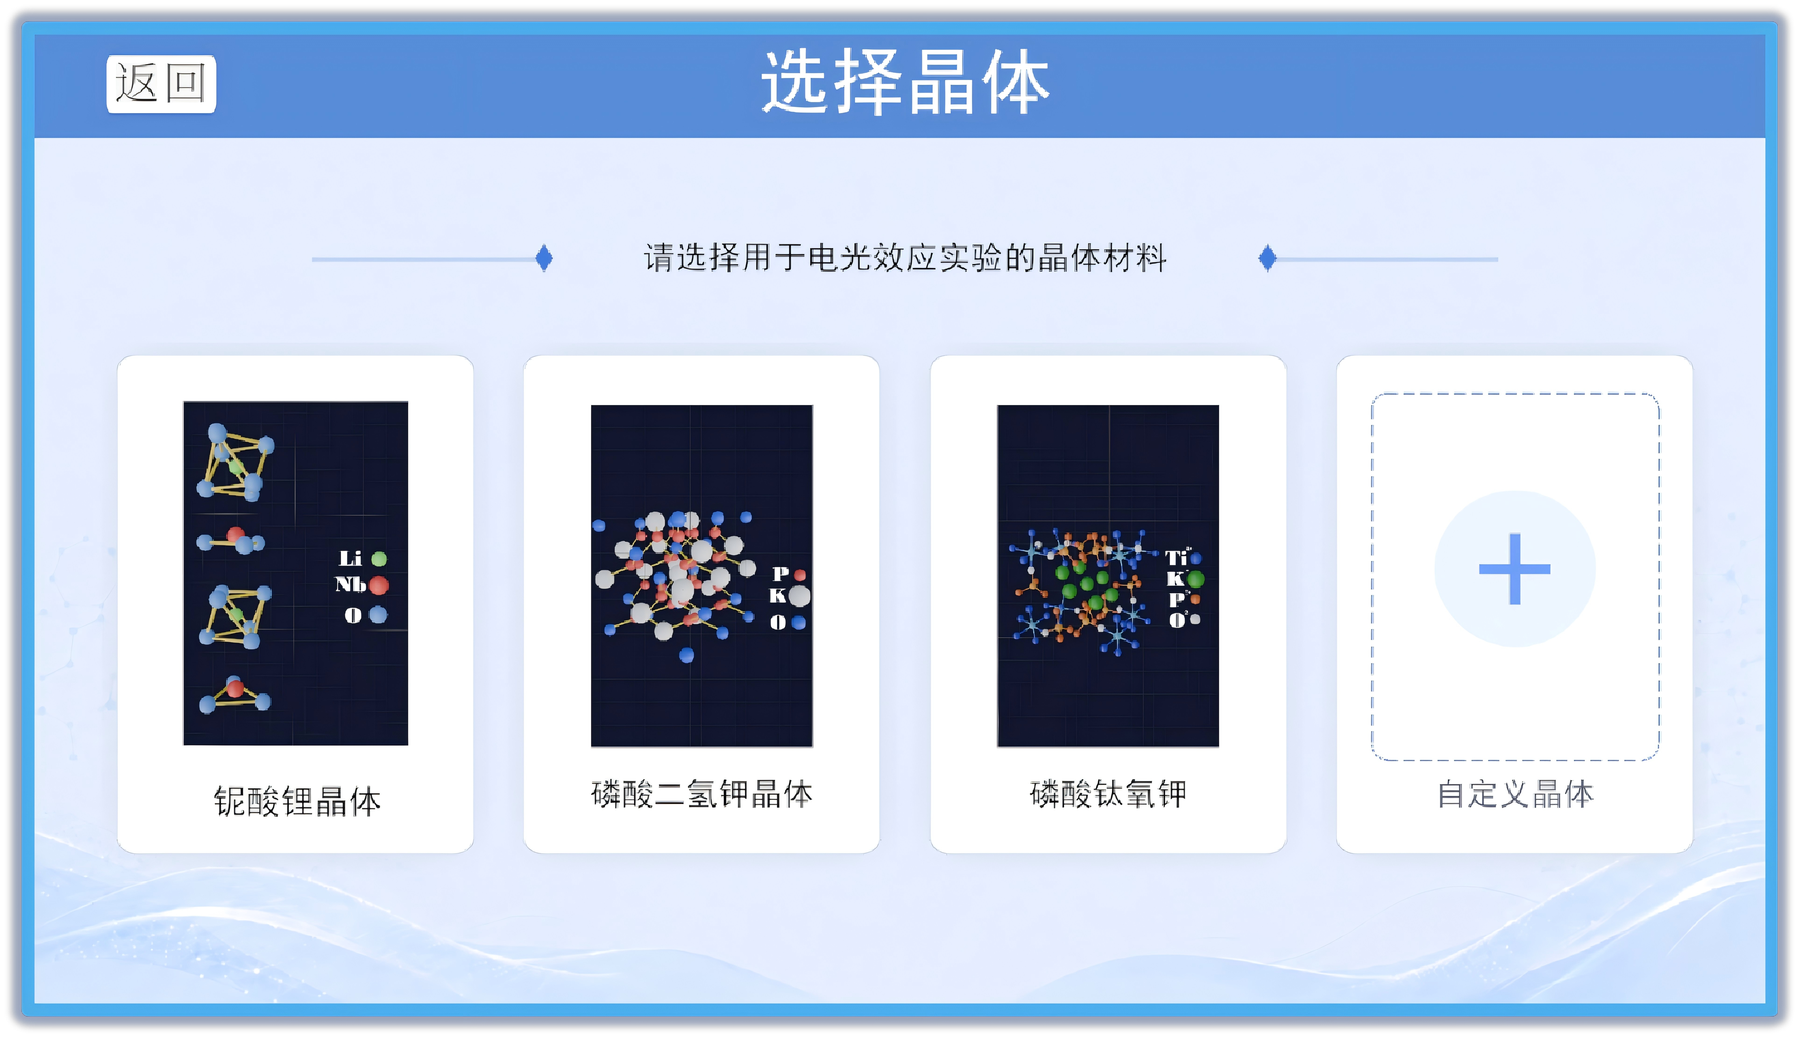 返回
选择晶体
请选择用于电光效应实验的晶体材料
Li
Nb
O
P
K
O
Ti
K
P
O
铌酸锂晶体
磷酸二氢钾晶体
磷酸钛氧钾
自定义晶体